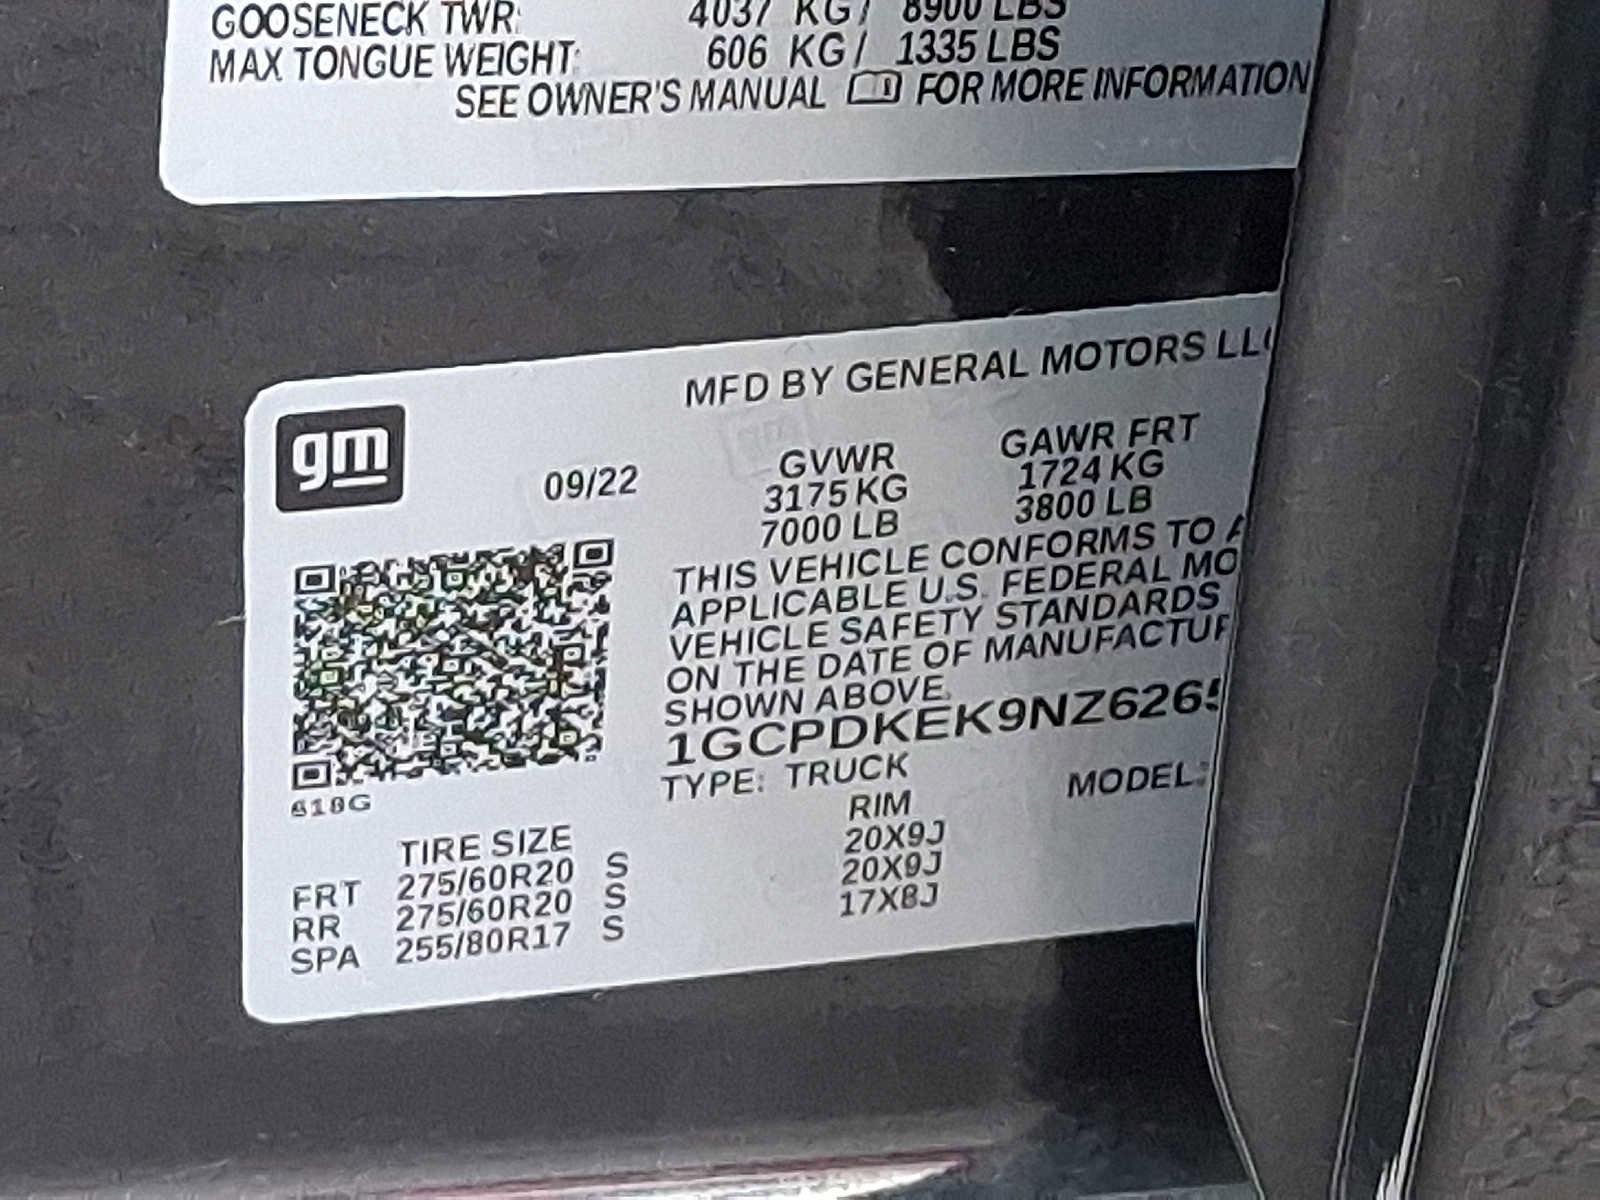 GOOSENECK TWR: 4037 KG/ 8900 LBS
MAX TONGUE WEIGHT: 606 KG/ 1335 LBS
SEE OWNER'S MANUAL FOR MORE INFORMATION
MFD BY GENERAL MOTORS LLC
gm
09/22
GVWR GAWR FRT
3175 KG 1724 KG
7000 LB 3800 LB
THIS VEHICLE CONFORMS TO A
APPLICABLE U.S. FEDERAL MO
VEHICLE SAFETY STANDARDS
ON THE DATE OF MANUFACTUR
SHOWN ABOVE.
1GCPDKEK9NZ6265
TYPE: TRUCK MODEL:
618G
TIRE SIZE RIM
FRT 275/60R20 S 20X9J
RR 275/60R20 S 20X9J
SPA 255/80R17 S 17X8J